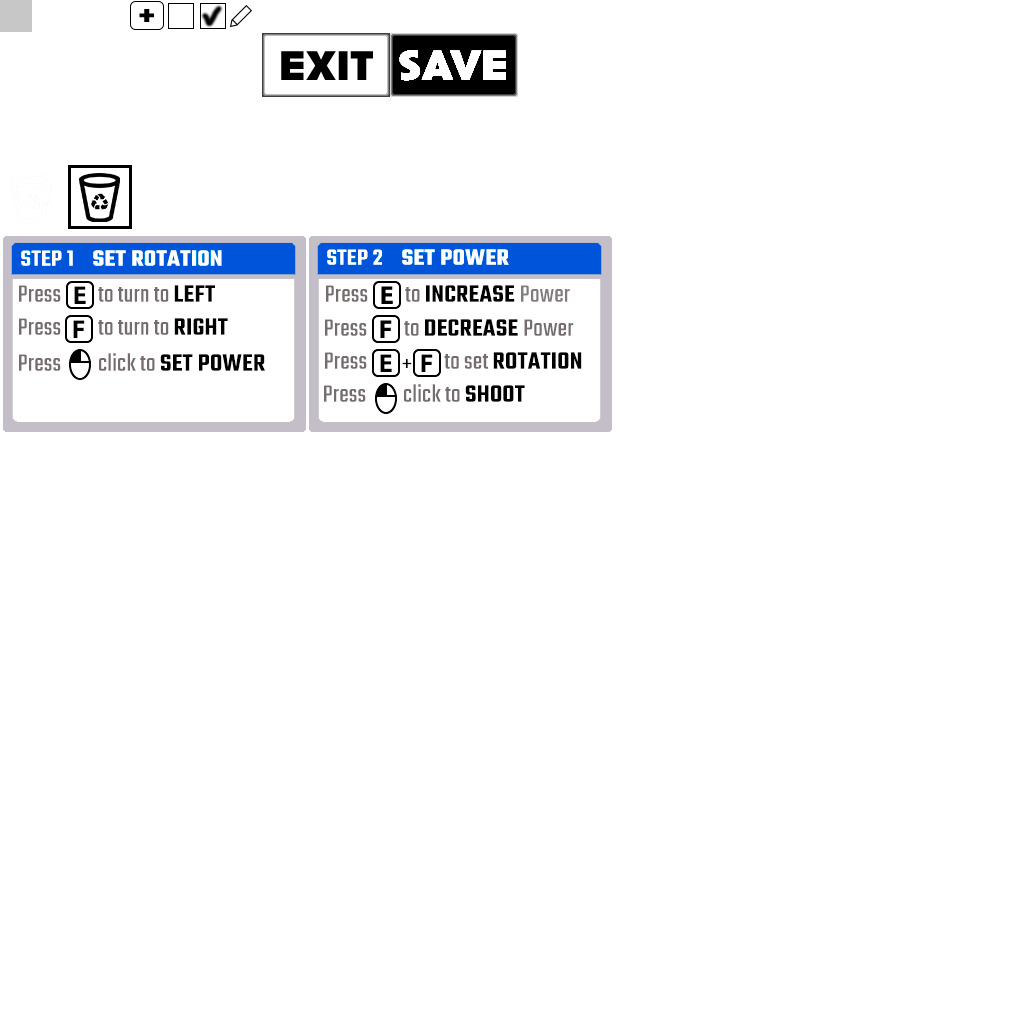 EXIT SAVE
STEP 1 SET ROTATION
Press E to turn to LEFT
Press F to turn to RIGHT
Press click to SET POWER
STEP 2 SET POWER
Press E to INCREASE Power
Press F to DECREASE Power
Press E + F to set ROTATION
Press click to SHOOT